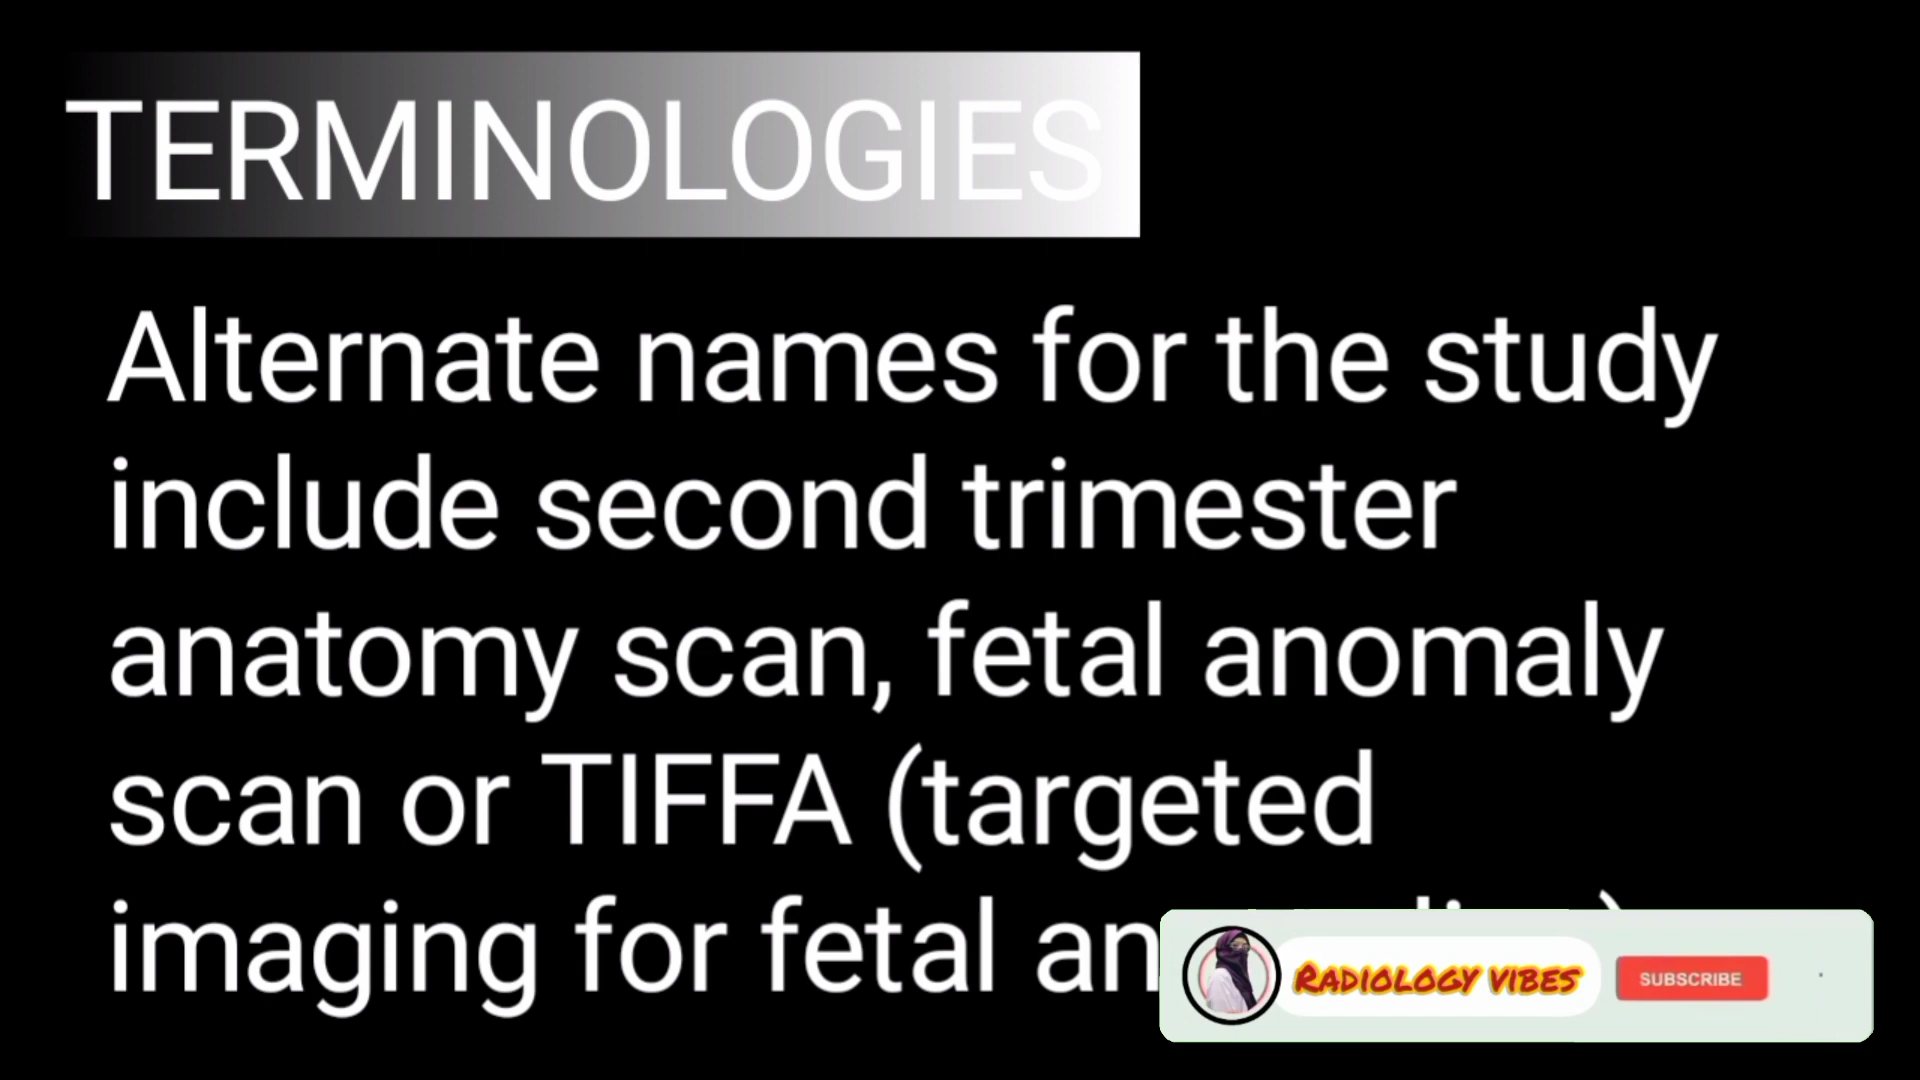 TERMINOLOGIES
Alternate names for the study
include second trimester
anatomy scan, fetal anomaly
scan or TIFFA (targeted
imaging for fetal
RADIOLOGY VIBES
SUBSCRIBE